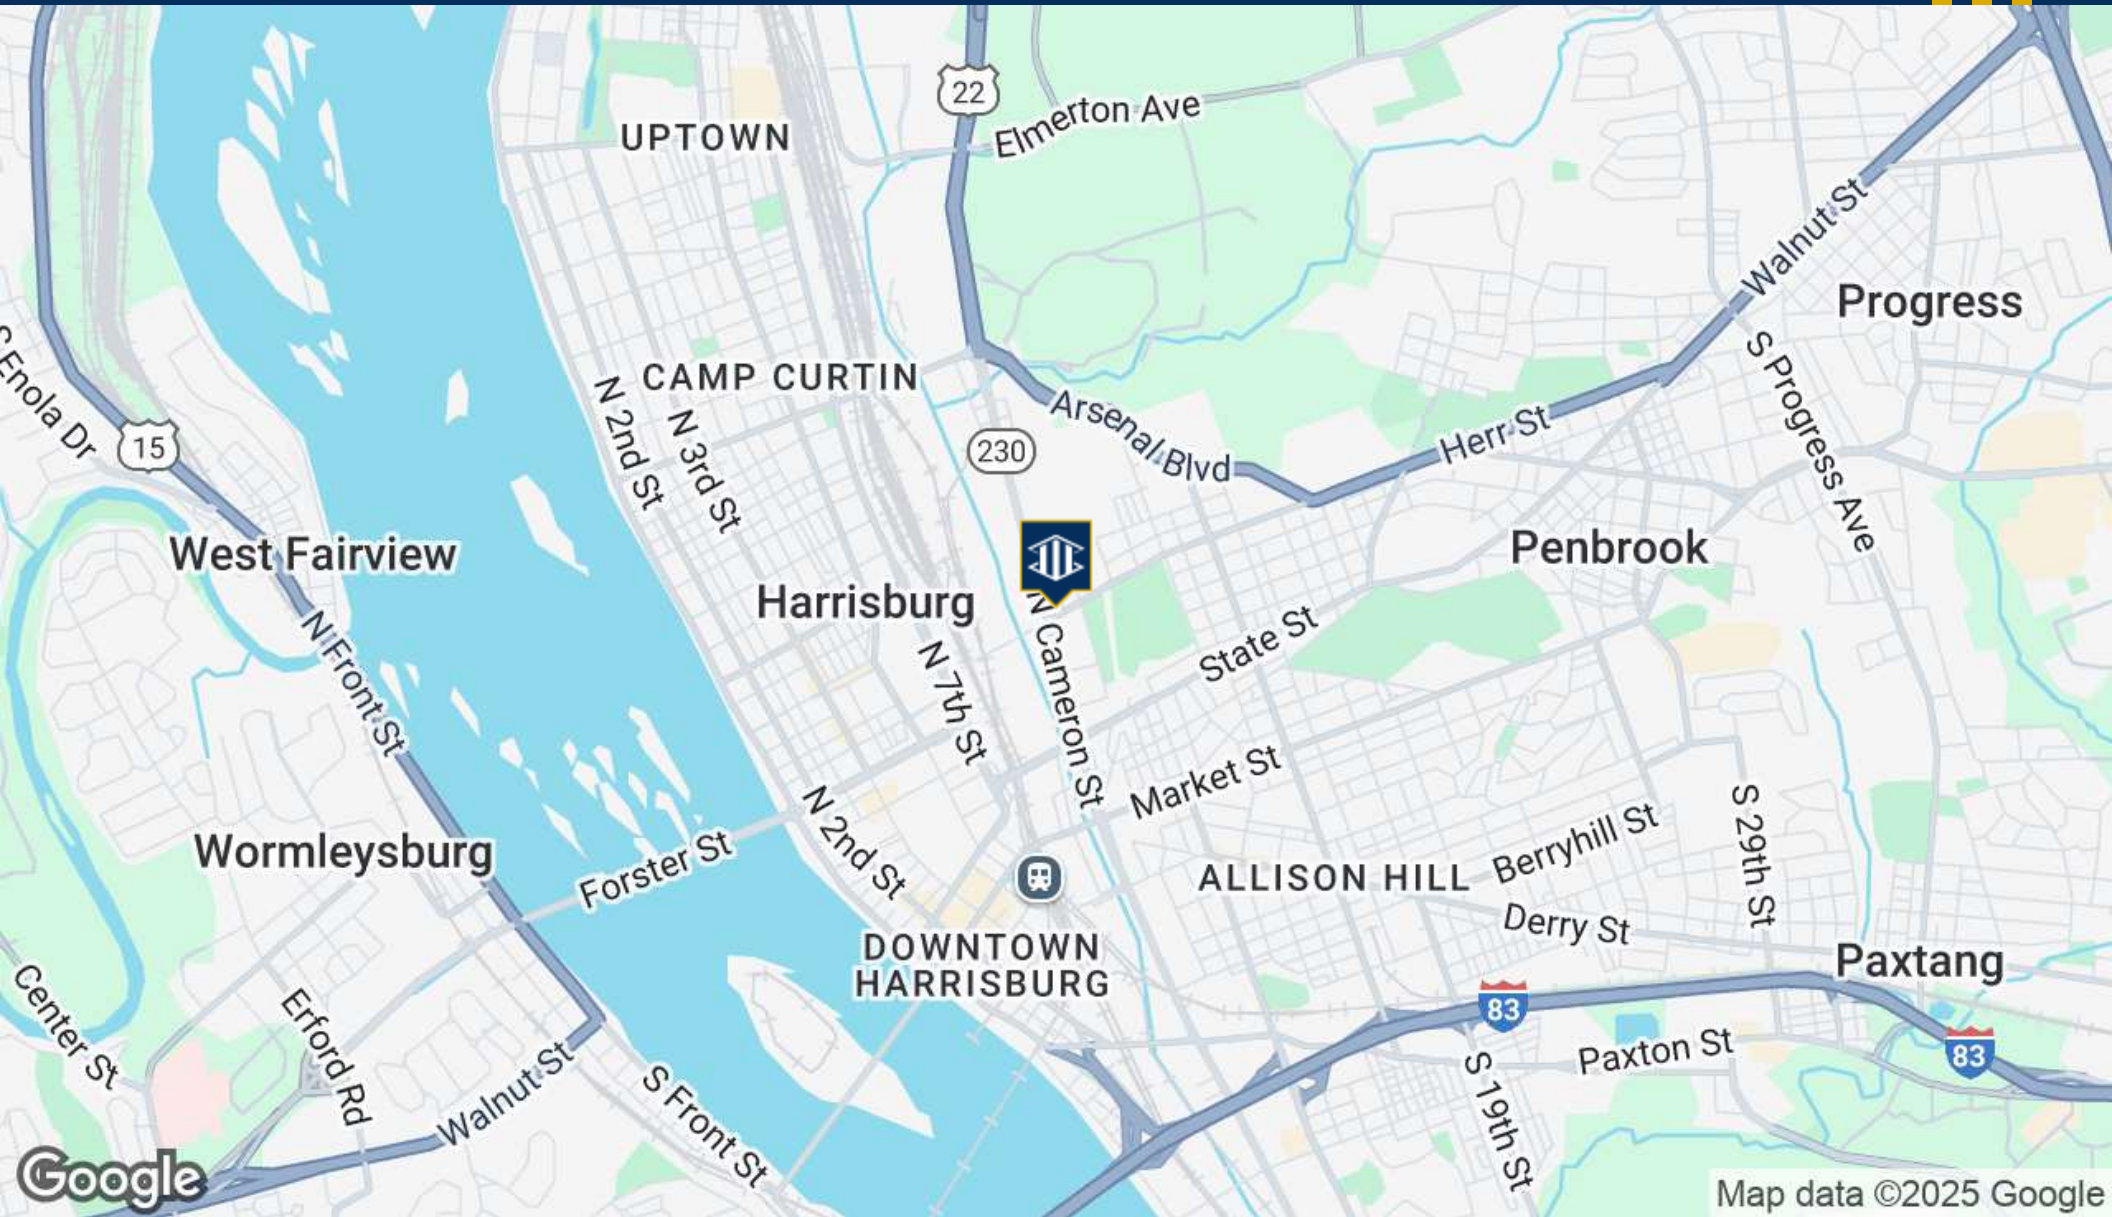 22
Elmerton Ave
UPTOWN
Walnut St
Progress
S Enola Dr
CAMP CURTIN
S Progress Ave
N 2nd St
N 3rd St
Arsenal Blvd
Herr St
15
230
West Fairview
Penbrook
Harrisburg
N Front St
N Cameron St
State St
N 7th St
Market St
N 2nd St
Wormleysburg
Forster St
Berryhill St
S 29th St
ALLISON HILL
Derry St
DOWNTOWN
HARRISBURG
Paxtang
Center St
Erford Rd
83
83
Paxton St
Walnut St
S Front St
S 19th St
Google
Map data ©2025 Google